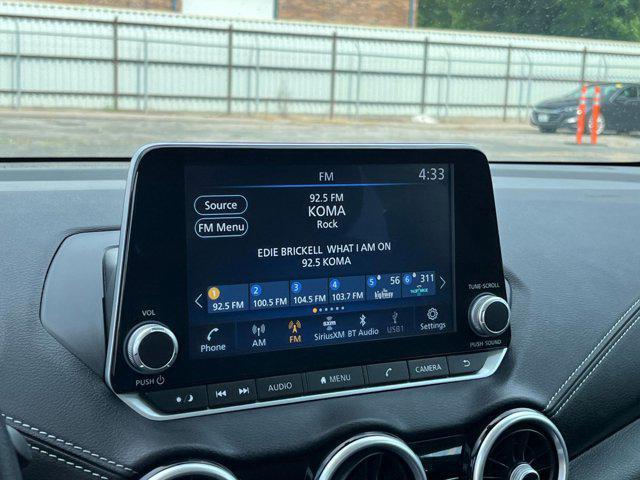 FM 4:33
Source
92.5 FM
KOMA
FM Menu
Rock
EDIE BRICKELL WHAT I AM ON
92.5 KOMA
1 2 3 4 5 56 6 311
92.5 FM 100.5 FM 104.5 FM 103.7 FM highway
Phone AM FM SiriusXM BT Audio USB1 Settings
VOL
TUNE•SCROLL
PUSH
PUSH SOUND
AUDIO MENU CAMERA